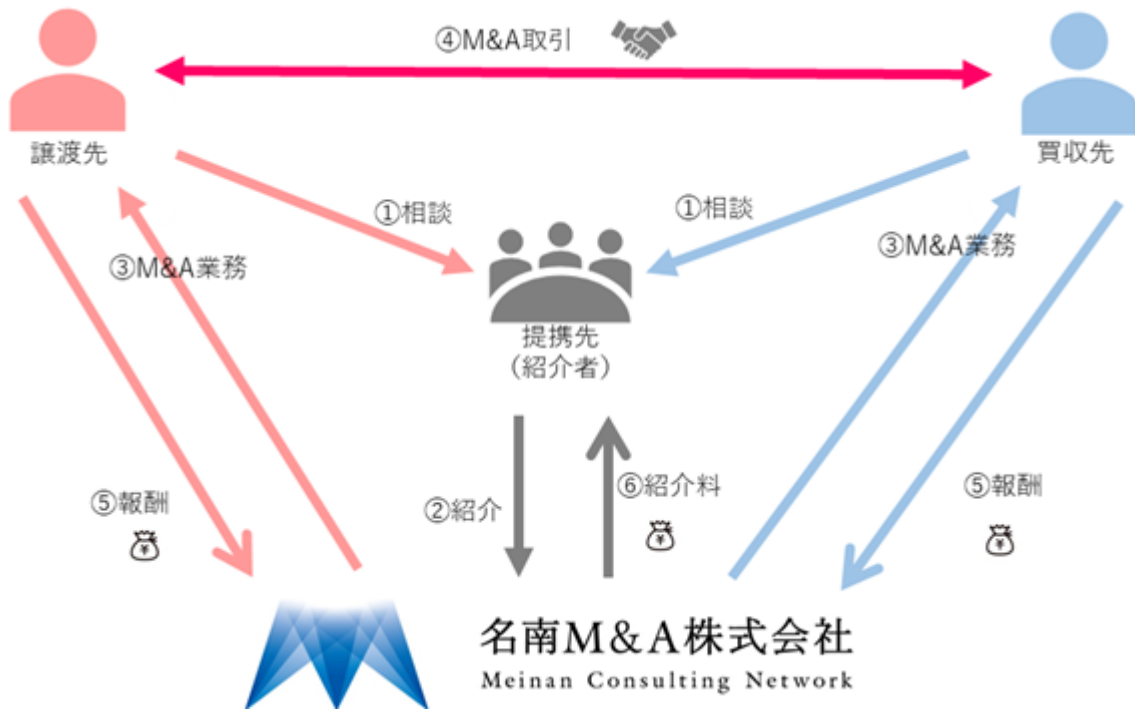 ④M&A取引
譲渡先
買収先
①相談
①相談
③M&A業務
③M&A業務
提携先
（紹介者）
⑤報酬
¥
②紹介
⑥紹介料
¥
⑤報酬
¥
名南M&A株式会社
Meinan Consulting Network